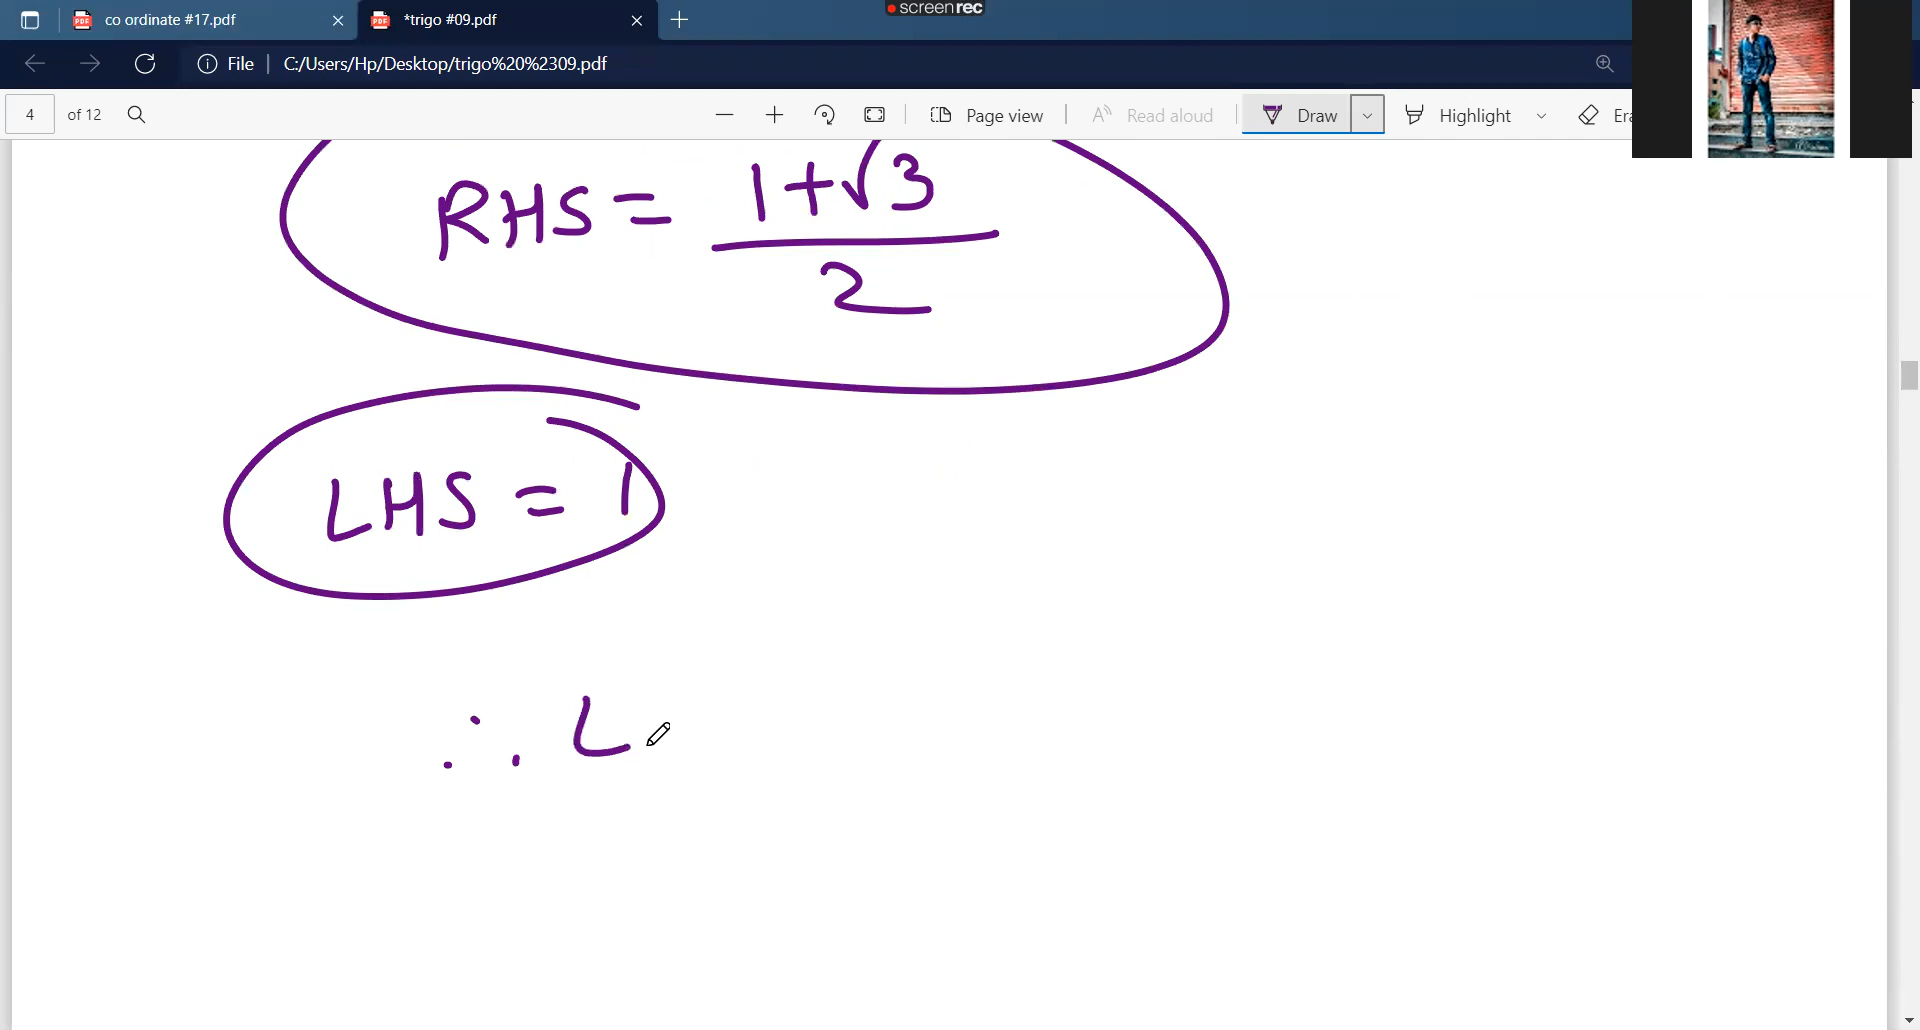 co ordinate #17.pdf
*trigo #09.pdf
screenrec
File
C:/Users/Hp/Desktop/trigo%20%2309.pdf
4 of 12
Page view
Read aloud
Draw
Highlight
Era
RHS = 1+√3
2
LHS = 1
∴ L